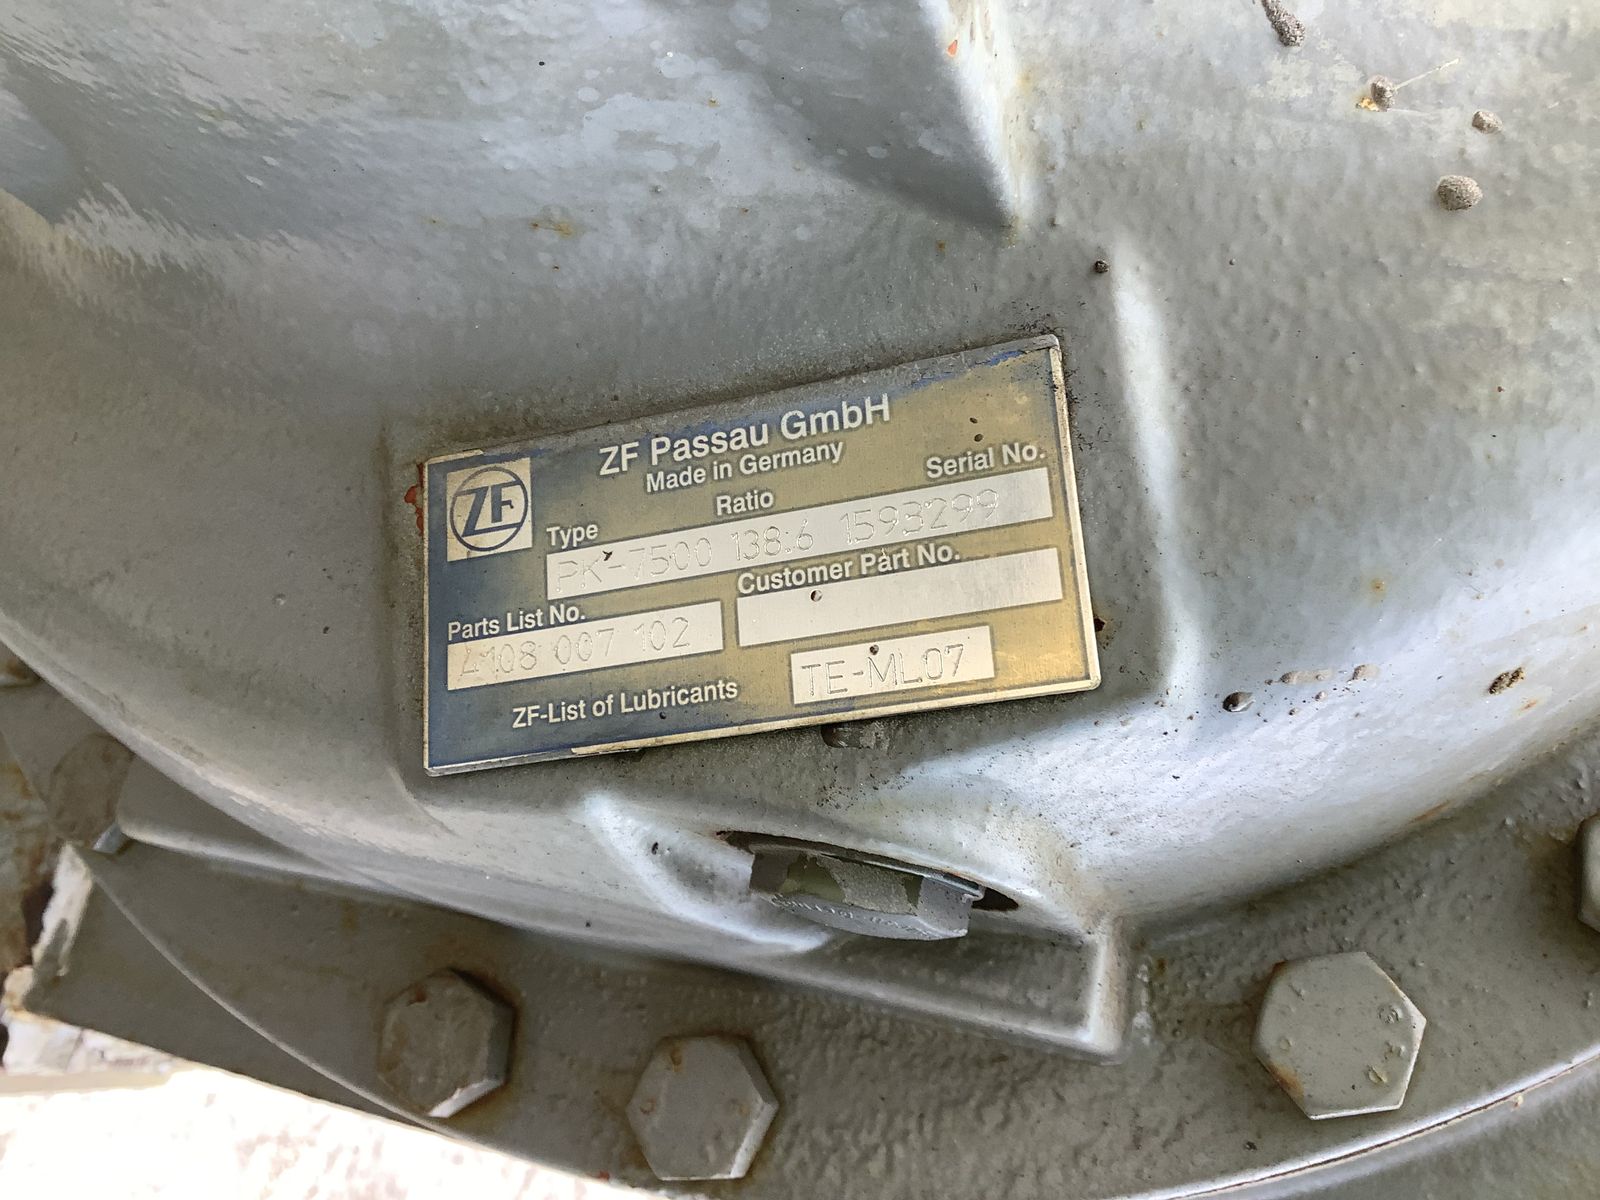 ZF Passau GmbH
Made in Germany
ZF
Type Ratio Serial No.
PK-7500 138:6 1593299
Parts List No. Customer Part No.
4108 007 102
ZF-List of Lubricants TE-ML07